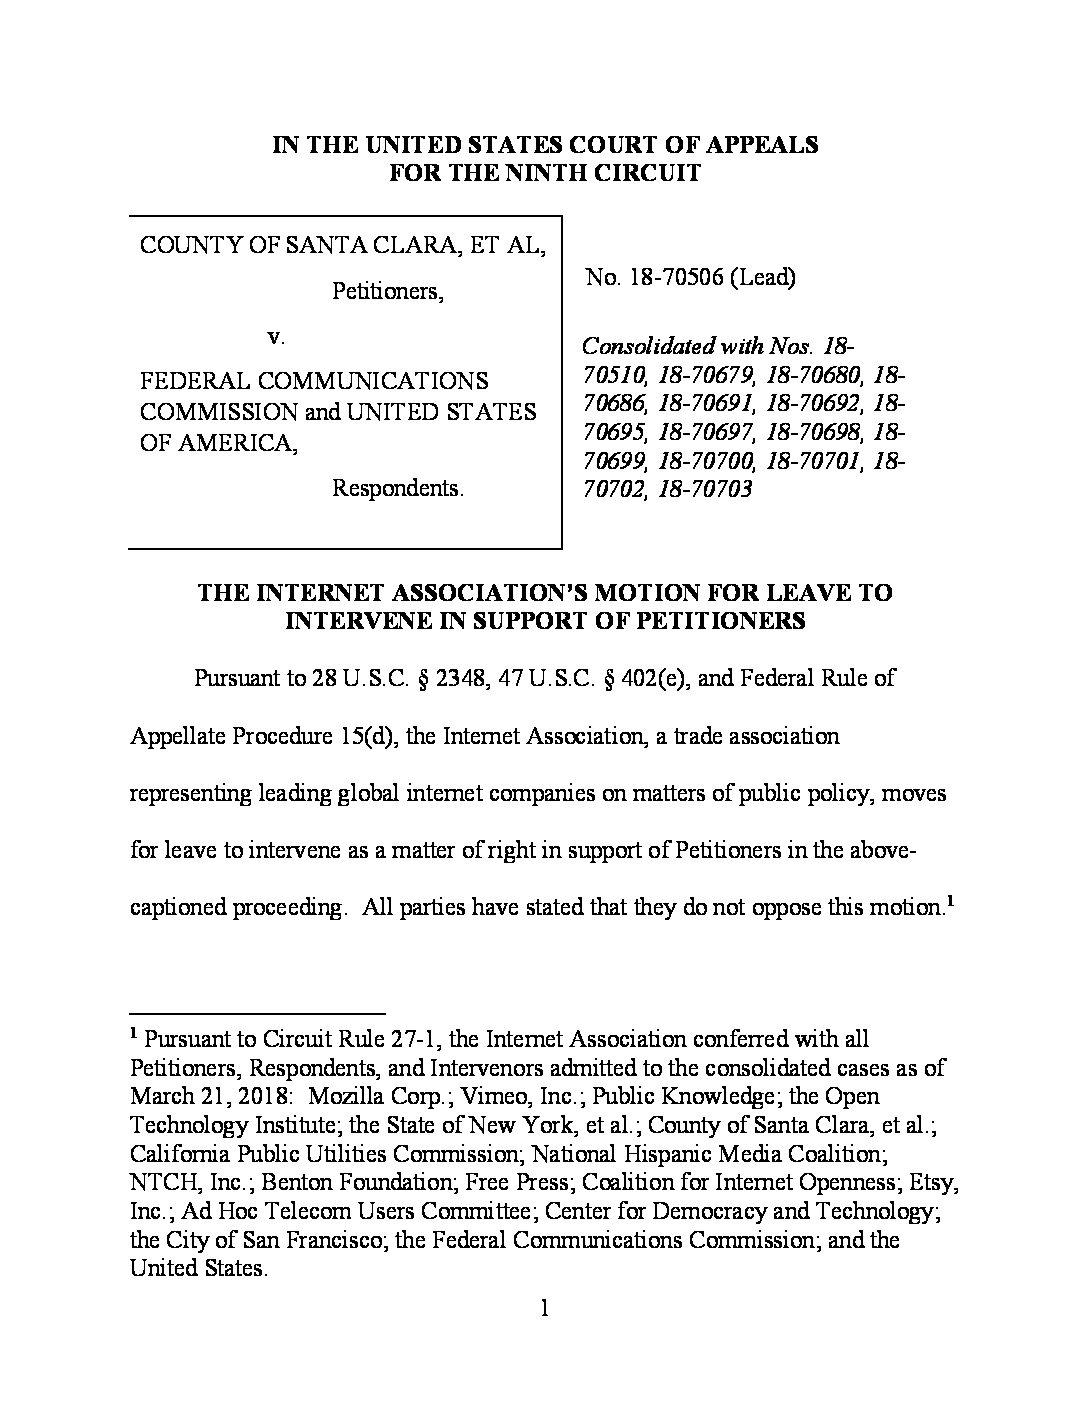 IN THE UNITED STATES COURT OF APPEALS
FOR THE NINTH CIRCUIT
COUNTY OF SANTA CLARA, ET AL,
Petitioners,
v.
FEDERAL COMMUNICATIONS
COMMISSION and UNITED STATES
OF AMERICA,
Respondents.
No. 18-70506 (Lead)
Consolidated with Nos. 18-
70510, 18-70679, 18-70680, 18-
70686, 18-70691, 18-70692, 18-
70695, 18-70697, 18-70698, 18-
70699, 18-70700, 18-70701, 18-
70702, 18-70703
THE INTERNET ASSOCIATION’S MOTION FOR LEAVE TO
INTERVENE IN SUPPORT OF PETITIONERS
Pursuant to 28 U.S.C. § 2348, 47 U.S.C. § 402(e), and Federal Rule of
Appellate Procedure 15(d), the Internet Association, a trade association
representing leading global internet companies on matters of public policy, moves
for leave to intervene as a matter of right in support of Petitioners in the above-
captioned proceeding.  All parties have stated that they do not oppose this motion.1
1 Pursuant to Circuit Rule 27-1, the Internet Association conferred with all
Petitioners, Respondents, and Intervenors admitted to the consolidated cases as of
March 21, 2018:  Mozilla Corp.; Vimeo, Inc.; Public Knowledge; the Open
Technology Institute; the State of New York, et al.; County of Santa Clara, et al.;
California Public Utilities Commission; National Hispanic Media Coalition;
NTCH, Inc.; Benton Foundation; Free Press; Coalition for Internet Openness; Etsy,
Inc.; Ad Hoc Telecom Users Committee; Center for Democracy and Technology;
the City of San Francisco; the Federal Communications Commission; and the
United States.
1